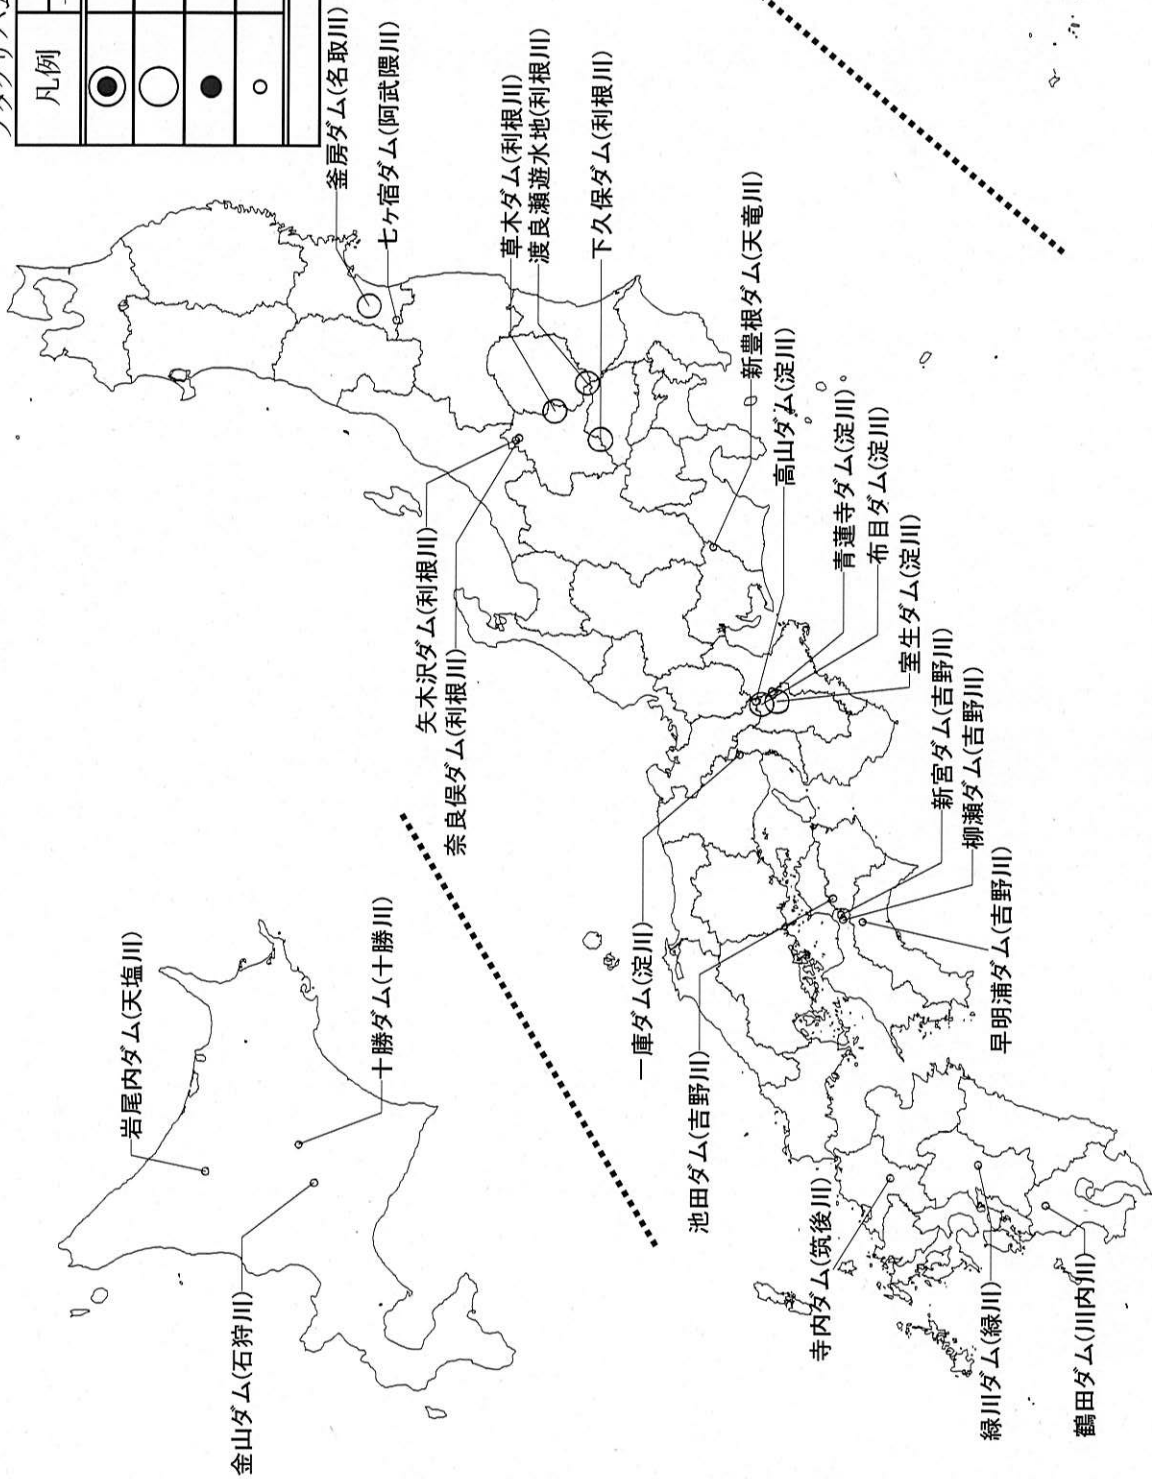 凡例
釜房ダム(名取川)
七ヶ宿ダム(阿武隈川)
草木ダム(利根川)
渡良瀬遊水地(利根川)
下久保ダム(利根川)
新豊根ダム(天竜川)
高山ダム(淀川)
青蓮寺ダム(淀川)
布目ダム(淀川)
室生ダム(淀川)
新宮ダム(吉野川)
柳瀬ダム(吉野川)
早明浦ダム(吉野川)
矢木沢ダム(利根川)
奈良俣ダム(利根川)
岩尾内ダム(天塩川)
十勝ダム(十勝川)
金山ダム(石狩川)
一庫ダム(淀川)
池田ダム(吉野川)
寺内ダム(筑後川)
緑川ダム(緑川)
鶴田ダム(川内川)